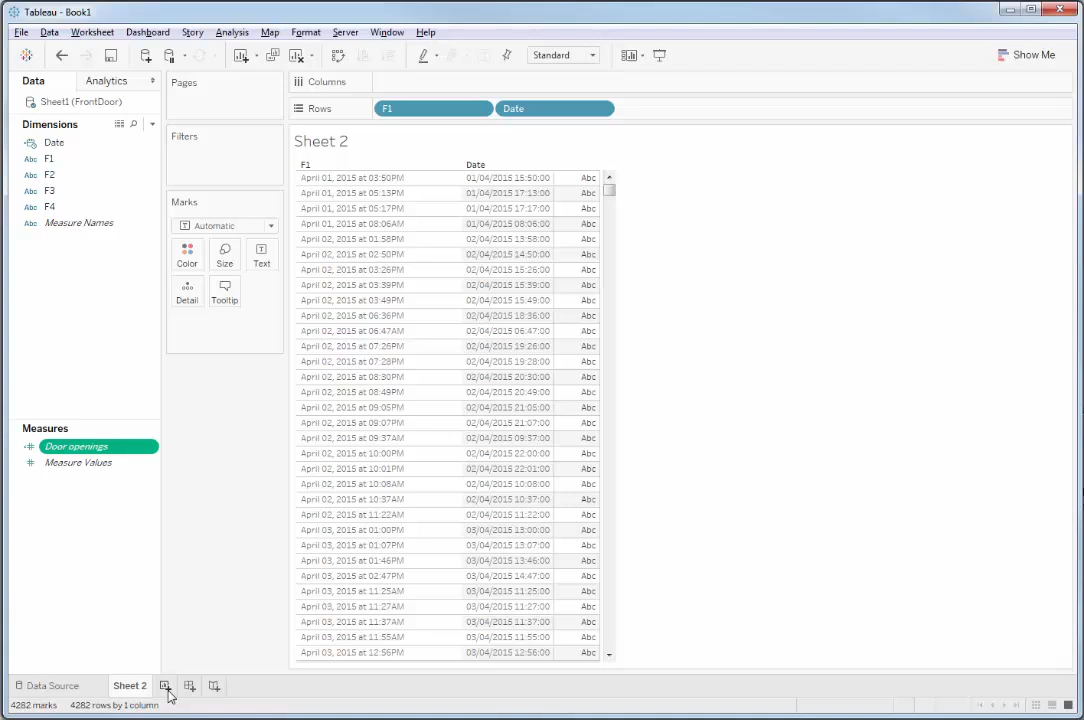 Tableau - Book1
File Data Worksheet Dashboard Story Analysis Map Format Server Window Help
Standard
Show Me
Data Analytics
Sheet1 (FrontDoor)
Dimensions
Date
Abc F1
Abc F2
Abc F3
Abc F4
Abc Measure Names
Measures
Door openings
Measure Values
Pages
Filters
Marks
Automatic
Color Size Text
Detail Tooltip
Columns
Rows F1 Date
Sheet 2
F1 Date
April 01, 2015 at 03:50PM 01/04/2015 15:50:00 Abc
April 01, 2015 at 05:13PM 01/04/2015 17:13:00 Abc
April 01, 2015 at 05:17PM 01/04/2015 17:17:00 Abc
April 01, 2015 at 08:06AM 01/04/2015 08:06:00 Abc
April 02, 2015 at 01:58PM 02/04/2015 13:58:00 Abc
April 02, 2015 at 02:50PM 02/04/2015 14:50:00 Abc
April 02, 2015 at 03:26PM 02/04/2015 15:26:00 Abc
April 02, 2015 at 03:39PM 02/04/2015 15:39:00 Abc
April 02, 2015 at 03:49PM 02/04/2015 15:49:00 Abc
April 02, 2015 at 06:36PM 02/04/2015 18:36:00 Abc
April 02, 2015 at 06:47AM 02/04/2015 06:47:00 Abc
April 02, 2015 at 07:26PM 02/04/2015 19:26:00 Abc
April 02, 2015 at 07:28PM 02/04/2015 19:28:00 Abc
April 02, 2015 at 08:30PM 02/04/2015 20:30:00 Abc
April 02, 2015 at 08:49PM 02/04/2015 20:49:00 Abc
April 02, 2015 at 09:05PM 02/04/2015 21:05:00 Abc
April 02, 2015 at 09:07PM 02/04/2015 21:07:00 Abc
April 02, 2015 at 09:37AM 02/04/2015 09:37:00 Abc
April 02, 2015 at 10:00PM 02/04/2015 22:00:00 Abc
April 02, 2015 at 10:01PM 02/04/2015 22:01:00 Abc
April 02, 2015 at 10:08AM 02/04/2015 10:08:00 Abc
April 02, 2015 at 10:37AM 02/04/2015 10:37:00 Abc
April 02, 2015 at 11:22AM 02/04/2015 11:22:00 Abc
April 03, 2015 at 01:00PM 03/04/2015 13:00:00 Abc
April 03, 2015 at 01:07PM 03/04/2015 13:07:00 Abc
April 03, 2015 at 01:46PM 03/04/2015 13:46:00 Abc
April 03, 2015 at 02:47PM 03/04/2015 14:47:00 Abc
April 03, 2015 at 11:25AM 03/04/2015 11:25:00 Abc
April 03, 2015 at 11:27AM 03/04/2015 11:27:00 Abc
April 03, 2015 at 11:37AM 03/04/2015 11:37:00 Abc
April 03, 2015 at 11:55AM 03/04/2015 11:55:00 Abc
April 03, 2015 at 12:56PM 03/04/2015 12:56:00 Abc
Data Source Sheet 2
4282 marks 4282 rows by 1 column